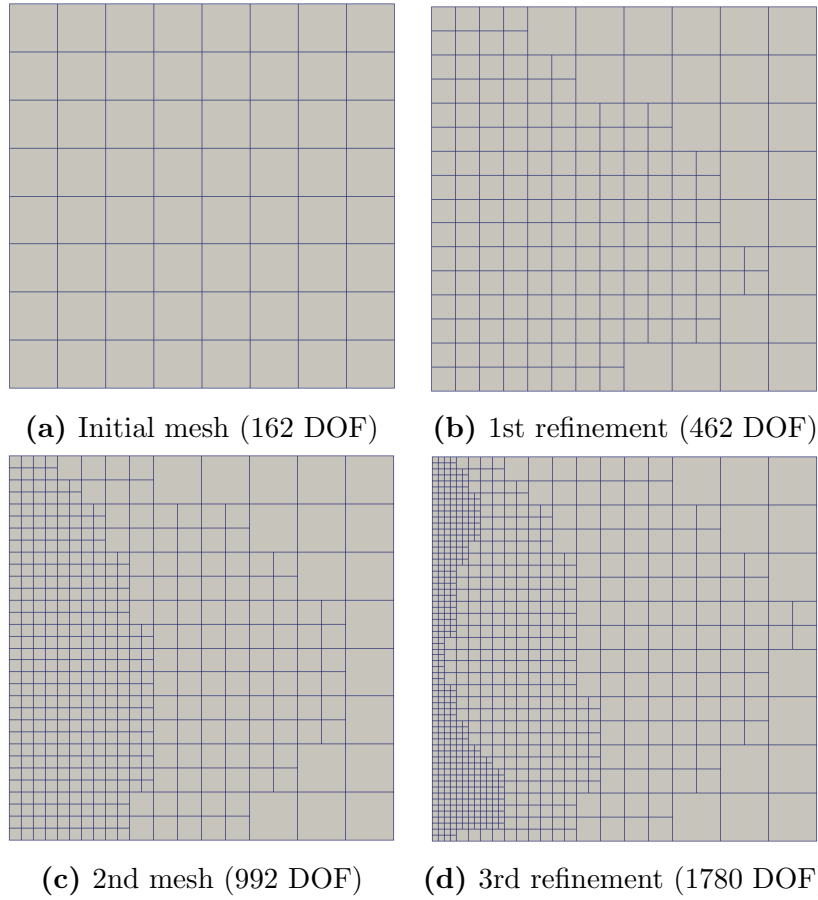 (a) Initial mesh (162 DOF)
(b) 1st refinement (462 DOF)
(c) 2nd mesh (992 DOF)
(d) 3rd refinement (1780 DOF